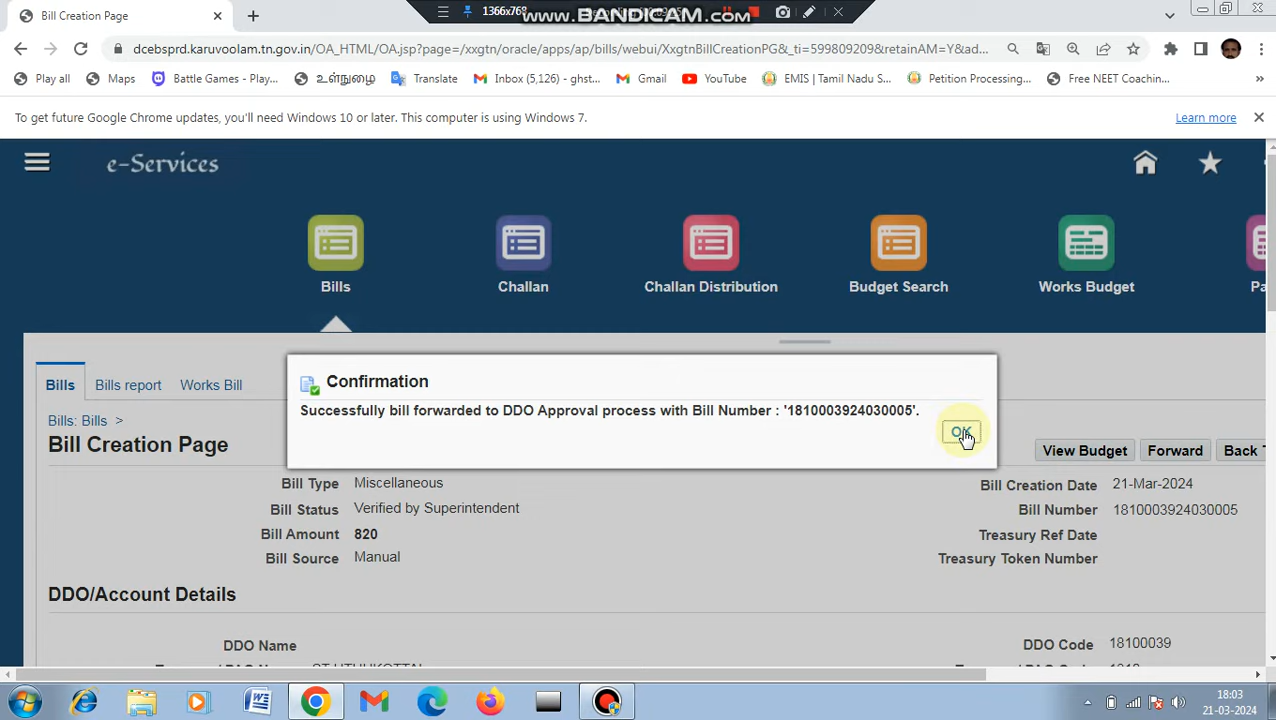 Bill Creation Page
1366x768
www.BANDICAM.com
dcebsprd.karuvoolam.tn.gov.in/OA_HTML/OA.jsp?page=/xxgtn/oracle/apps/ap/bills/webui/XxgtnBillCreationPG&_ti=599809209&retainAM=Y&ad...
Play all
Maps
Battle Games - Play...
உள்நுழை
Translate
Inbox (5,126) - ghst...
Gmail
YouTube
EMIS | Tamil Nadu S...
Petition Processing...
Free NEET Coachin...
To get future Google Chrome updates, you'll need Windows 10 or later. This computer is using Windows 7.
Learn more
e-Services
Bills
Challan
Challan Distribution
Budget Search
Works Budget
Pa
Bills
Bills report
Works Bill
Bills: Bills >
Bill Creation Page
View Budget
Forward
Back T
Confirmation
Successfully bill forwarded to DDO Approval process with Bill Number : '1810003924030005'.
OK
Bill Type Miscellaneous
Bill Creation Date 21-Mar-2024
Bill Status Verified by Superintendent
Bill Number 1810003924030005
Bill Amount 820
Treasury Ref Date
Bill Source Manual
Treasury Token Number
DDO/Account Details
DDO Name
DDO Code 18100039
18:03
21-03-2024